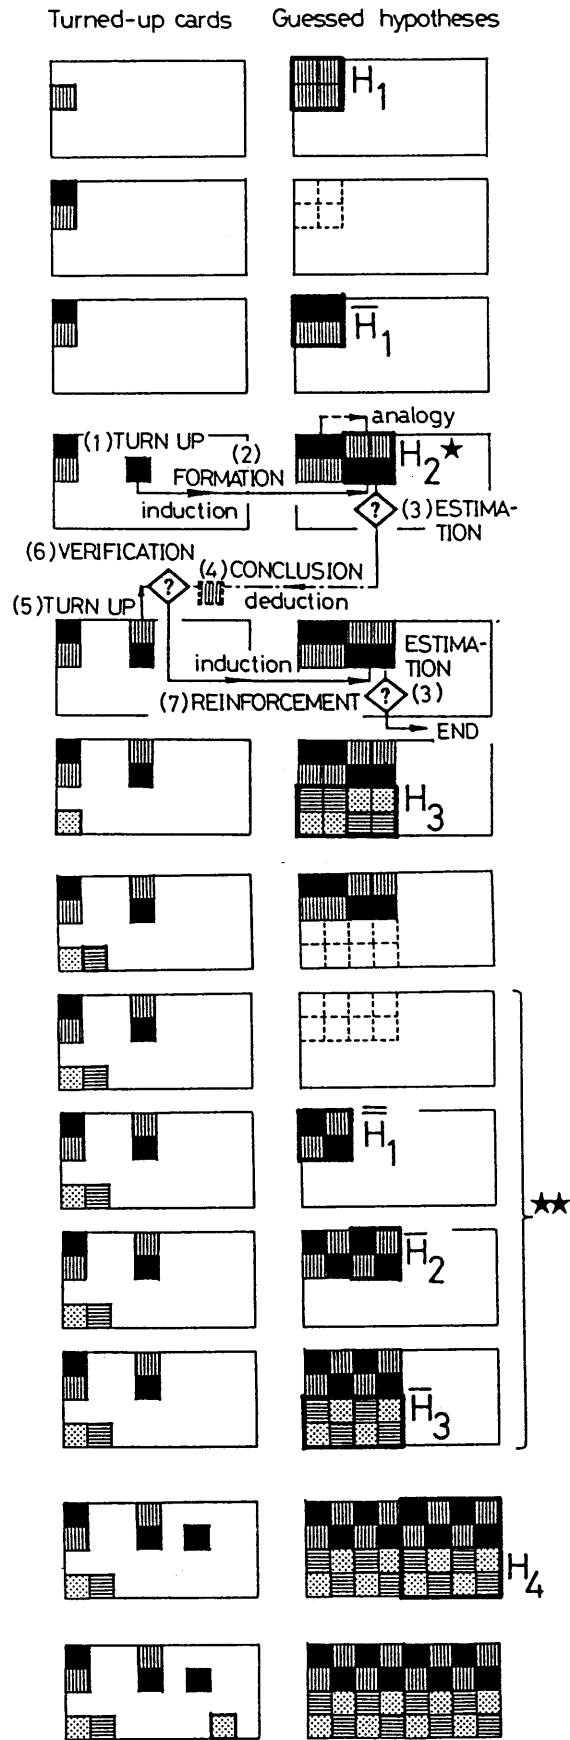 Turned-up cards Guessed hypotheses
H1
H̅1
analogy
(1) TURN UP (2) H2★
FORMATION
induction (3) ESTIMA-
TION
(6) VERIFICATION
(4) CONCLUSION
deduction
(5) TURN UP
induction ESTIMA-
TION
(7) REINFORCEMENT (3)
END
H3
H̿1
★★
H̅2
H̅3
H4